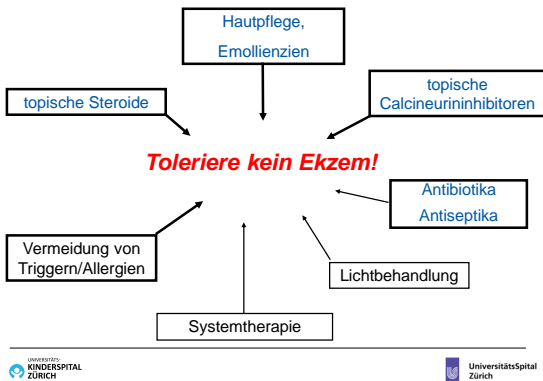 Hautpflege,
Emollienzien
topische Steroide
topische
Calcineurininhibitoren
Toleriere kein Ekzem!
Antibiotika
Antiseptika
Vermeidung von
Triggern/Allergien
Lichtbehandlung
Systemtherapie
UNIVERSITÄTS-
KINDERSPITAL
ZÜRICH
UniversitätsSpital
Zürich